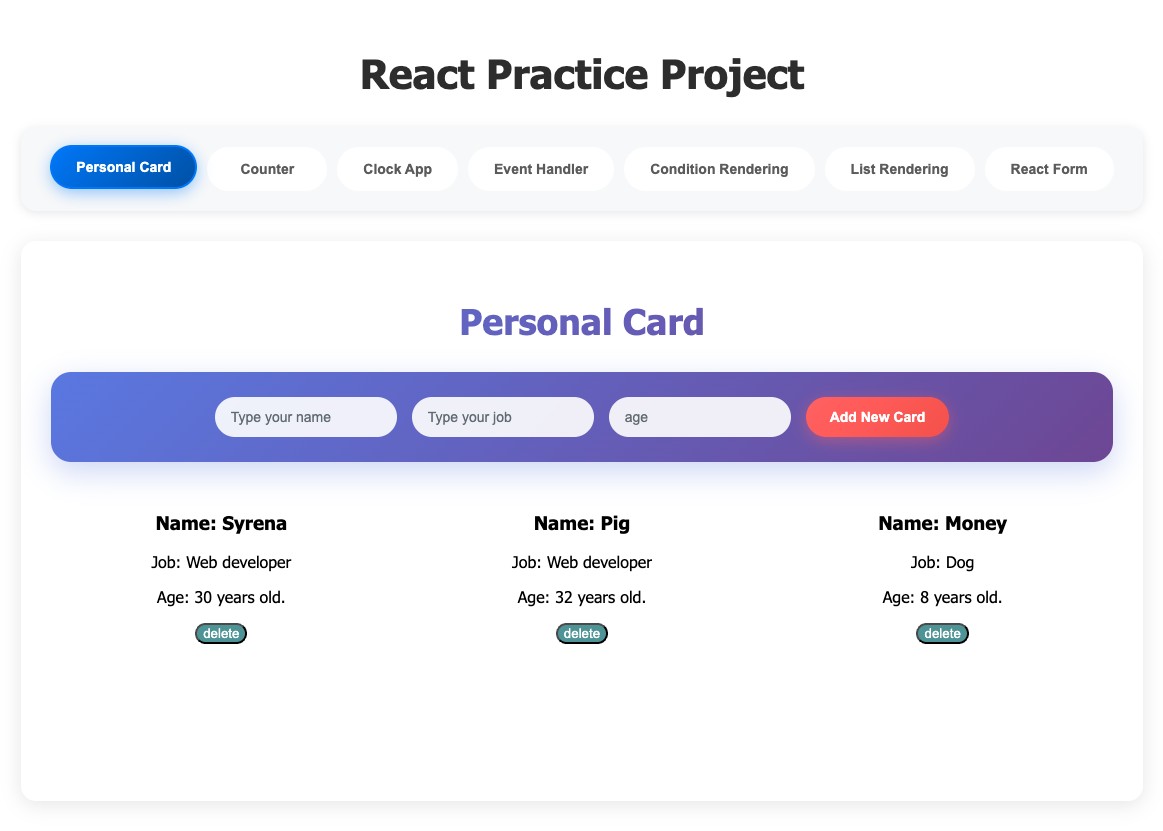 React Practice Project
Personal Card Counter Clock App Event Handler Condition Rendering List Rendering React Form
Personal Card
Type your name Type your job age Add New Card
Name: Syrena Name: Pig Name: Money
Job: Web developer Job: Web developer Job: Dog
Age: 30 years old. Age: 32 years old. Age: 8 years old.
delete delete delete